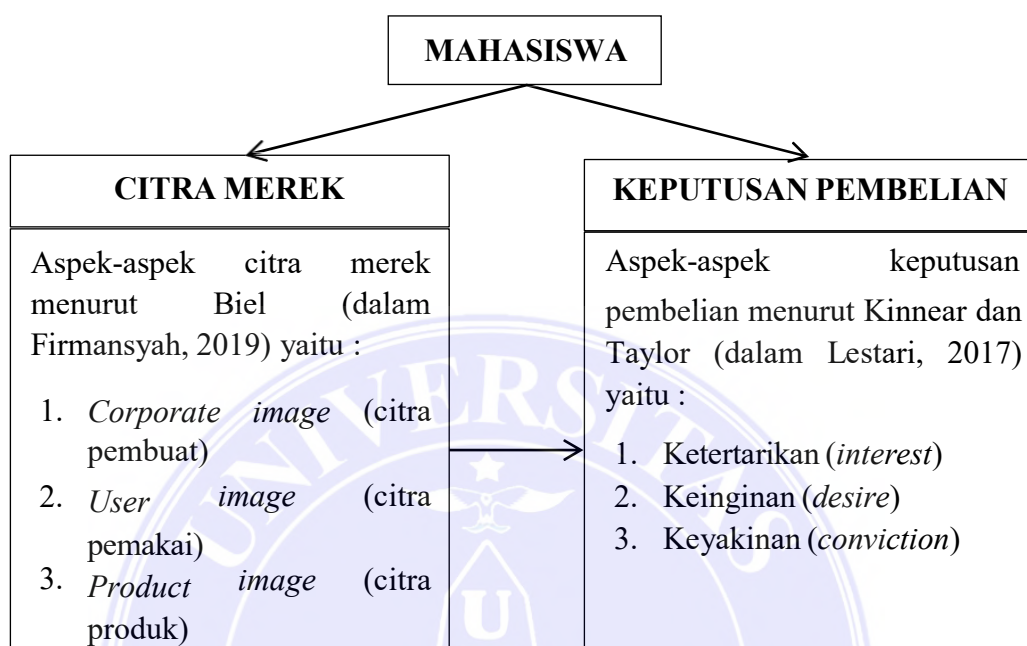 MAHASISWA
CITRA MEREK
Aspek-aspek citra merek
menurut Biel (dalam
Firmansyah, 2019) yaitu :
1. Corporate image (citra
pembuat)
2. User image (citra
pemakai)
3. Product image (citra
produk)
KEPUTUSAN PEMBELIAN
Aspek-aspek keputusan
pembelian menurut Kinnear dan
Taylor (dalam Lestari, 2017)
yaitu :
1. Ketertarikan (interest)
2. Keinginan (desire)
3. Keyakinan (conviction)
UNIVERSITAS
U